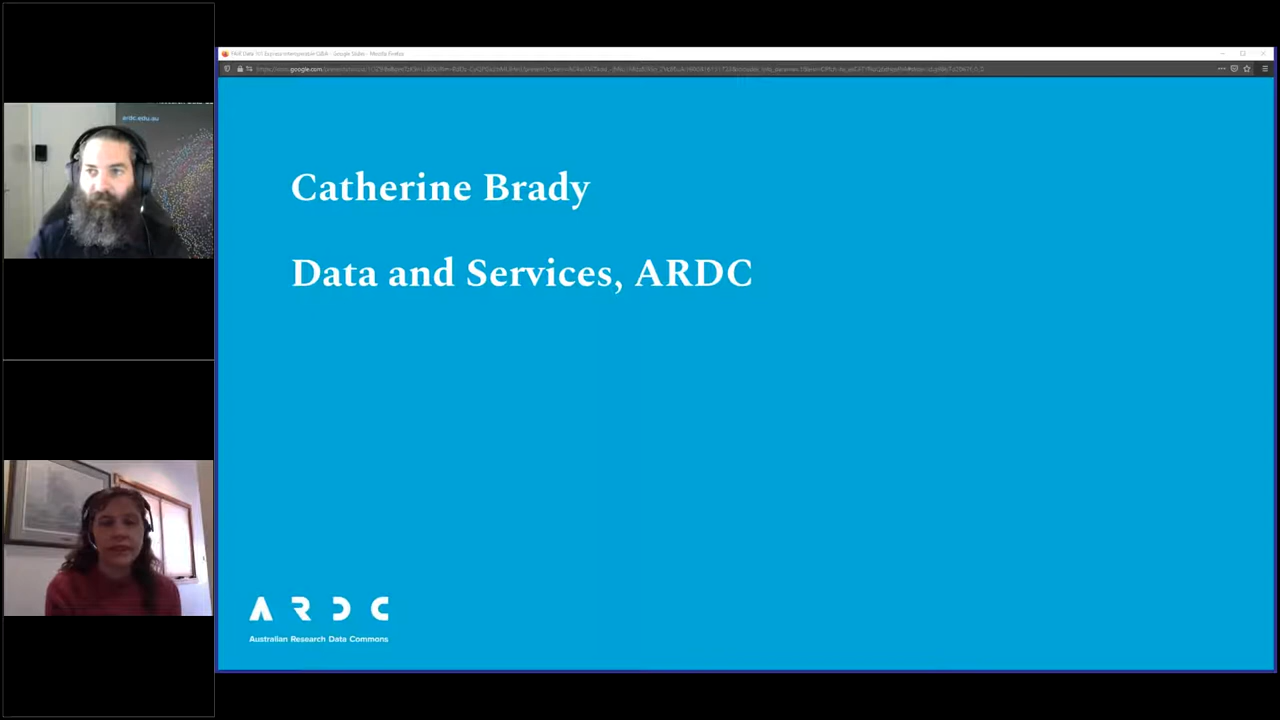 ardc.edu.au
Catherine Brady
Data and Services, ARDC
ARDC
Australian Research Data Commons